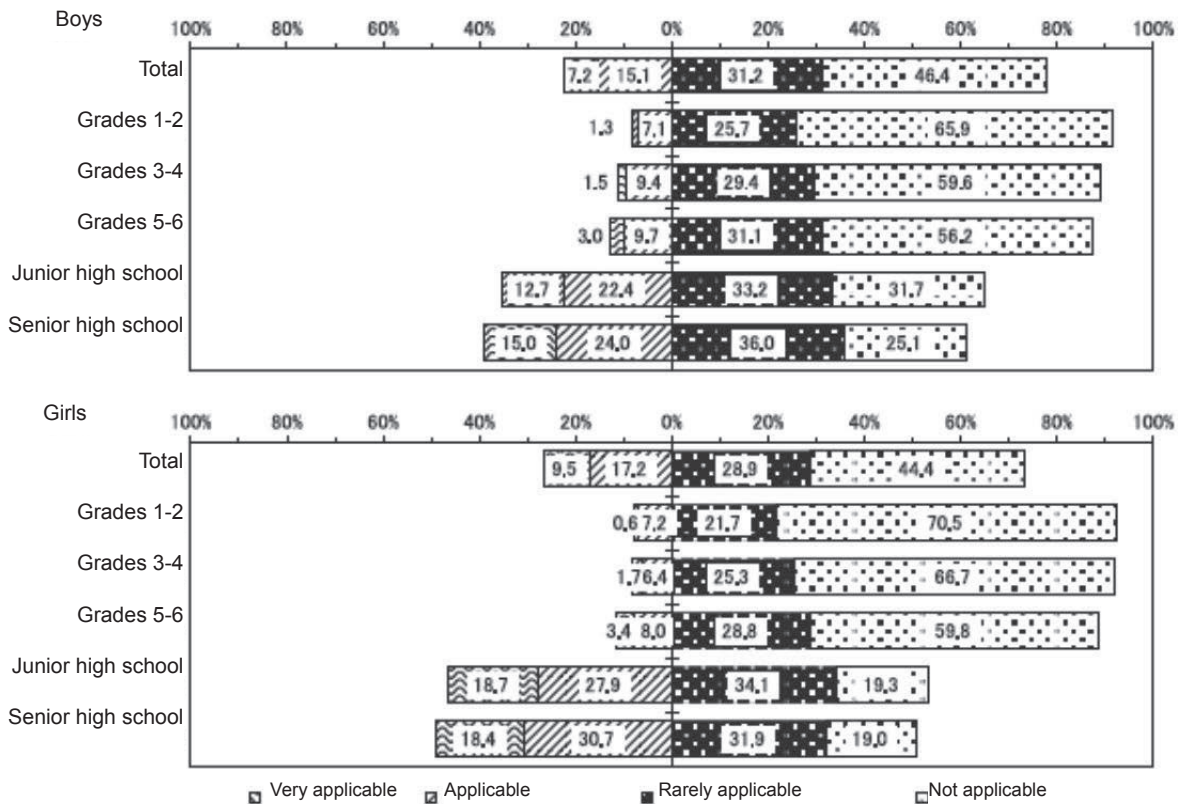 Boys
100% 80% 60% 40% 20% 0% 20% 40% 60% 80% 100%
Total 7.2 15.1 31.2 46.4
Grades 1-2 1.3 7.1 25.7 65.9
Grades 3-4 1.5 9.4 29.4 59.6
Grades 5-6 3.0 9.7 31.1 56.2
Junior high school 12.7 22.4 33.2 31.7
Senior high school 15.0 24.0 36.0 25.1
Girls
100% 80% 60% 40% 20% 0% 20% 40% 60% 80% 100%
Total 9.5 17.2 28.9 44.4
Grades 1-2 0.6 7.2 21.7 70.5
Grades 3-4 1.7 6.4 25.3 66.7
Grades 5-6 3.4 8.0 28.8 59.8
Junior high school 18.7 27.9 34.1 19.3
Senior high school 18.4 30.7 31.9 19.0
Very applicable Applicable Rarely applicable Not applicable